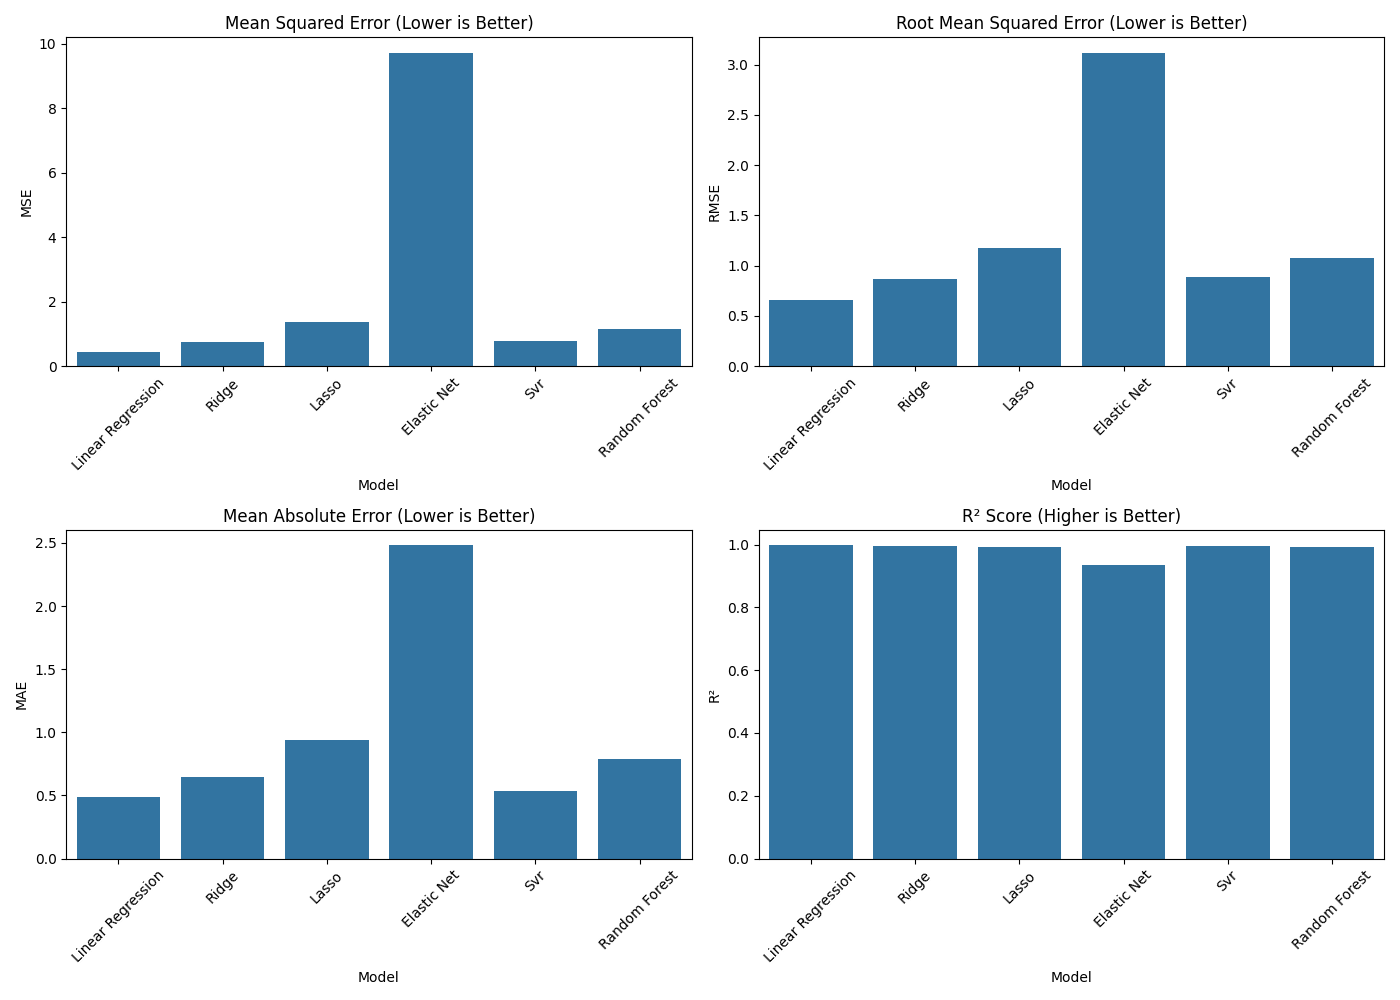 Mean Squared Error (Lower is Better)
10
8
6
4
2
0
MSE
Linear Regression
Ridge
Lasso
Elastic Net
Svr
Random Forest
Model
Root Mean Squared Error (Lower is Better)
3.0
2.5
2.0
1.5
1.0
0.5
0.0
RMSE
Linear Regression
Ridge
Lasso
Elastic Net
Svr
Random Forest
Model
Mean Absolute Error (Lower is Better)
2.5
2.0
1.5
1.0
0.5
0.0
MAE
Linear Regression
Ridge
Lasso
Elastic Net
Svr
Random Forest
Model
R² Score (Higher is Better)
1.0
0.8
0.6
0.4
0.2
0.0
R²
Linear Regression
Ridge
Lasso
Elastic Net
Svr
Random Forest
Model